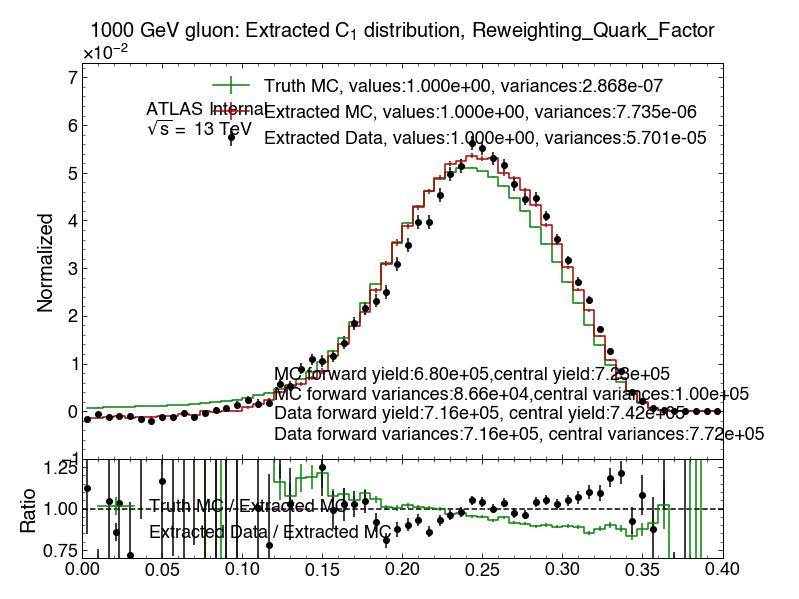 1000 GeV gluon: Extracted C1 distribution, Reweighting_Quark_Factor
×10−2
7
6
5
4
3
2
1
0
−1
Normalized
Truth MC, values:1.000e+00, variances:2.868e-07
ATLAS Internal
Extracted MC, values:1.000e+00, variances:7.735e-06
√s = 13 TeV
Extracted Data, values:1.000e+00, variances:5.701e-05
MC forward yield:6.80e+05,central yield:7.23e+05
MC forward variances:8.66e+04,central variances:1.00e+05
Data forward yield:7.16e+05, central yield:7.42e+05
Data forward variances:7.16e+05, central variances:7.72e+05
1.25
1.00
0.75
Ratio
Truth MC / Extracted MC
Extracted Data / Extracted MC
0.00 0.05 0.10 0.15 0.20 0.25 0.30 0.35 0.40